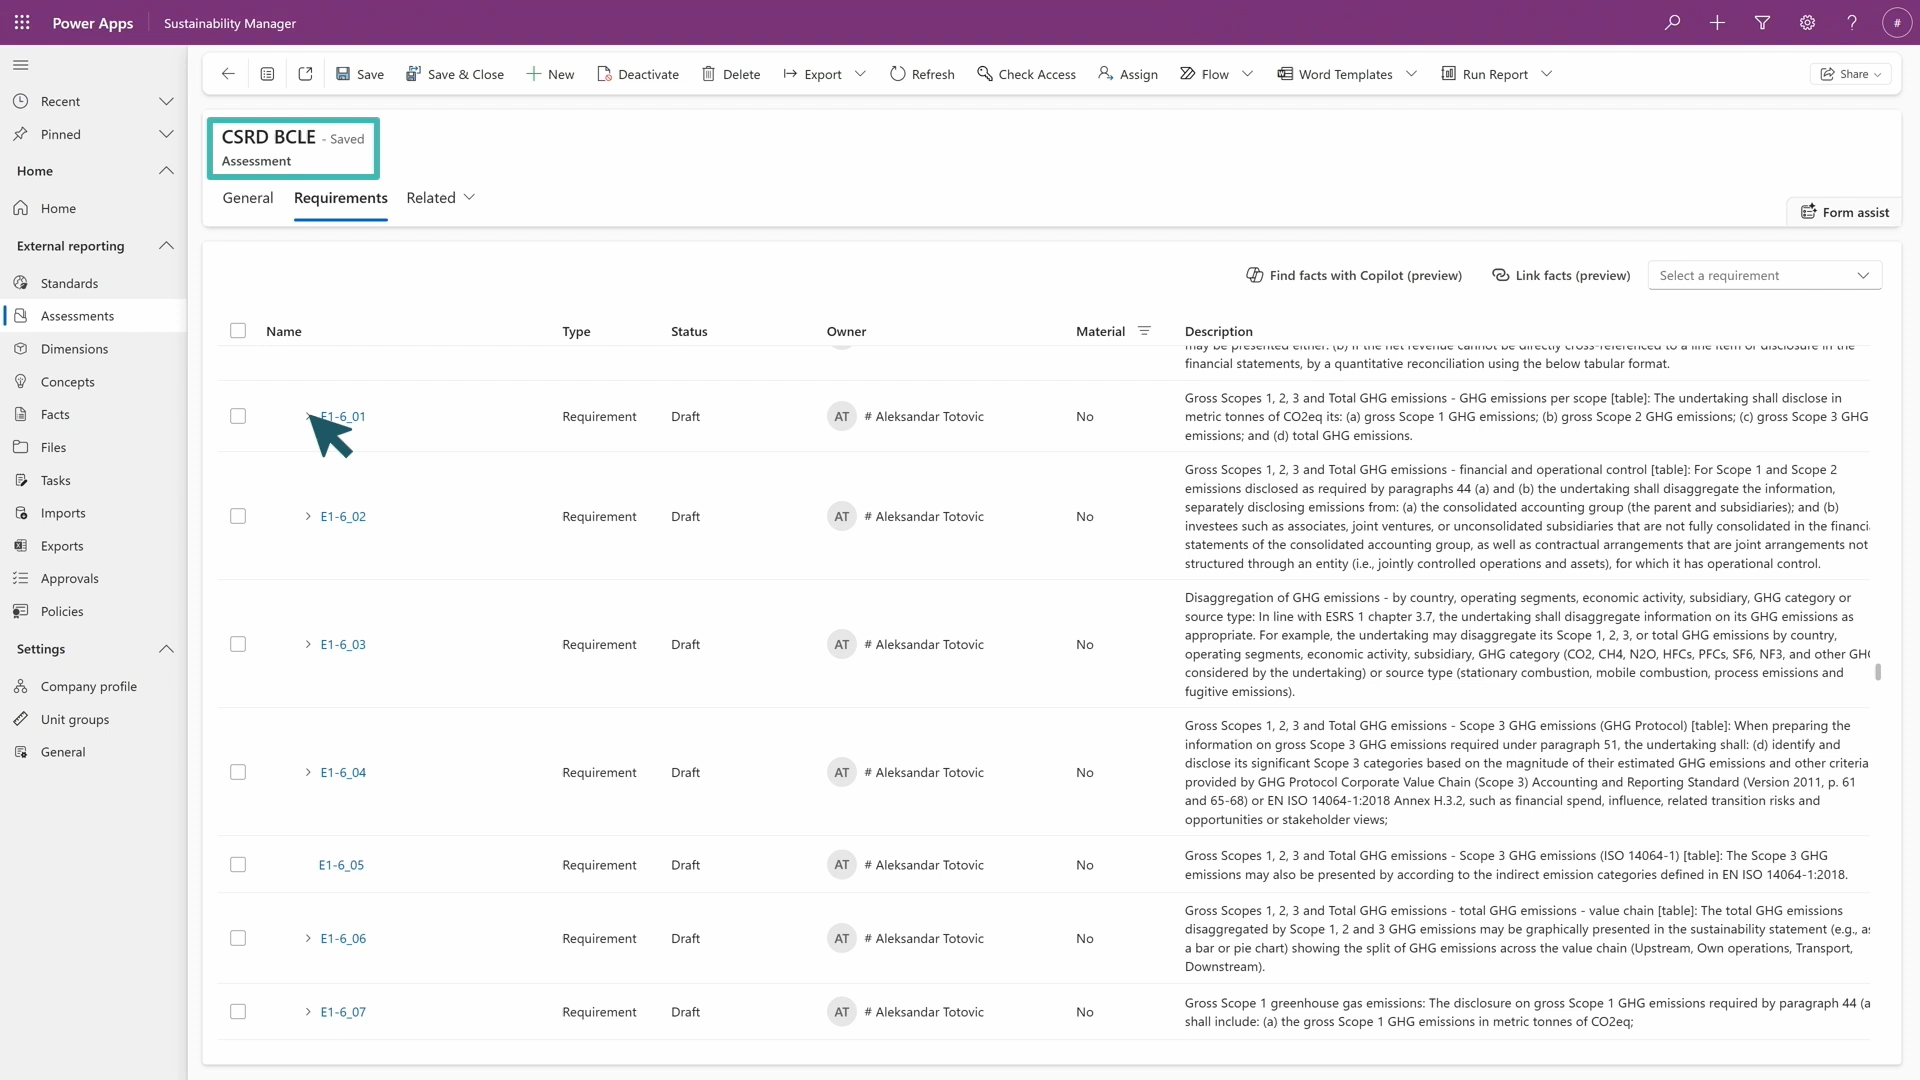 Power Apps
Sustainability Manager
#
Save
Save & Close
New
Deactivate
Delete
Export
Refresh
Check Access
Assign
Flow
Word Templates
Run Report
Share
Recent
Pinned
Home
Home
External reporting
Standards
Assessments
Dimensions
Concepts
Facts
Files
Tasks
Imports
Exports
Approvals
Policies
Settings
Company profile
Unit groups
General
CSRD BCLE - Saved
Assessment
General
Requirements
Related
Form assist
Find facts with Copilot (preview)
Link facts (preview)
Select a requirement
Name Type Status Owner Material Description
may be presented either: (b) if the net revenue cannot be directly cross-referenced to a line item or disclosure in the
financial statements, by a quantitative reconciliation using the below tabular format.
E1-6_01 Requirement Draft AT # Aleksandar Totovic No
Gross Scopes 1, 2, 3 and Total GHG emissions - GHG emissions per scope [table]: The undertaking shall disclose in
metric tonnes of CO2eq its: (a) gross Scope 1 GHG emissions; (b) gross Scope 2 GHG emissions; (c) gross Scope 3 GHG
emissions; and (d) total GHG emissions.
E1-6_02 Requirement Draft AT # Aleksandar Totovic No
Gross Scopes 1, 2, 3 and Total GHG emissions - financial and operational control [table]: For Scope 1 and Scope 2
emissions disclosed as required by paragraphs 44 (a) and (b) the undertaking shall disaggregate the information,
separately disclosing emissions from: (a) the consolidated accounting group (the parent and subsidiaries); and (b)
investees such as associates, joint ventures, or unconsolidated subsidiaries that are not fully consolidated in the financi
statements of the consolidated accounting group, as well as contractual arrangements that are joint arrangements not
structured through an entity (i.e., jointly controlled operations and assets), for which it has operational control.
E1-6_03 Requirement Draft AT # Aleksandar Totovic No
Disaggregation of GHG emissions - by country, operating segments, economic activity, subsidiary, GHG category or
source type: In line with ESRS 1 chapter 3.7, the undertaking shall disaggregate information on its GHG emissions as
appropriate. For example, the undertaking may disaggregate its Scope 1, 2, 3, or total GHG emissions by country,
operating segments, economic activity, subsidiary, GHG category (CO2, CH4, N2O, HFCs, PFCs, SF6, NF3, and other GHG
considered by the undertaking) or source type (stationary combustion, mobile combustion, process emissions and
fugitive emissions).
E1-6_04 Requirement Draft AT # Aleksandar Totovic No
Gross Scopes 1, 2, 3 and Total GHG emissions - Scope 3 GHG emissions (GHG Protocol) [table]: When preparing the
information on gross Scope 3 GHG emissions required under paragraph 51, the undertaking shall: (d) identify and
disclose its significant Scope 3 categories based on the magnitude of their estimated GHG emissions and other criteria
provided by GHG Protocol Corporate Value Chain (Scope 3) Accounting and Reporting Standard (Version 2011, p. 61
and 65-68) or EN ISO 14064-1:2018 Annex H.3.2, such as financial spend, influence, related transition risks and
opportunities or stakeholder views;
E1-6_05 Requirement Draft AT # Aleksandar Totovic No
Gross Scopes 1, 2, 3 and Total GHG emissions - Scope 3 GHG emissions (ISO 14064-1) [table]: The Scope 3 GHG
emissions may also be presented by according to the indirect emission categories defined in EN ISO 14064-1:2018.
E1-6_06 Requirement Draft AT # Aleksandar Totovic No
Gross Scopes 1, 2, 3 and Total GHG emissions - total GHG emissions - value chain [table]: The total GHG emissions
disaggregated by Scope 1, 2 and 3 GHG emissions may be graphically presented in the sustainability statement (e.g., as
a bar or pie chart) showing the split of GHG emissions across the value chain (Upstream, Own operations, Transport,
Downstream).
E1-6_07 Requirement Draft AT # Aleksandar Totovic No
Gross Scope 1 greenhouse gas emissions: The disclosure on gross Scope 1 GHG emissions required by paragraph 44 (a
shall include: (a) the gross Scope 1 GHG emissions in metric tonnes of CO2eq;